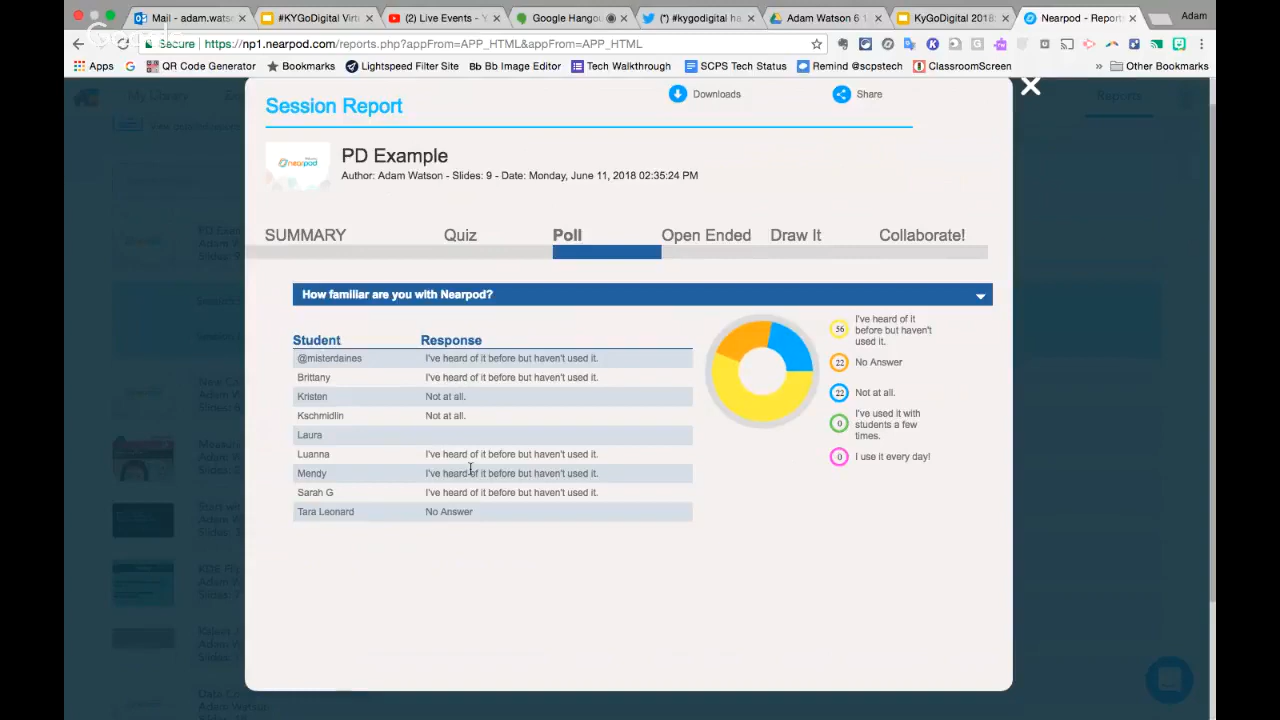 Mail - adam.watso
#KYGoDigital Virtu
(2) Live Events - Y
Google Hangou
(*) #kygodigital ha
Adam Watson 6 1
KyGoDigital 2018
Nearpod - Report
Adam
Secure
https://np1.nearpod.com/reports.php?appFrom=APP_HTML&appFrom=APP_HTML
Google
Apps
QR Code Generator
Bookmarks
Lightspeed Filter Site
Bb Bb Image Editor
Tech Walkthrough
SCPS Tech Status
Remind @scpstech
ClassroomScreen
» Other Bookmarks
My Library
Reports
Session Report
Downloads
Share
nearpod
PD Example
Author: Adam Watson - Slides: 9 - Date: Monday, June 11, 2018 02:35:24 PM
SUMMARY
Quiz
Poll
Open Ended
Draw It
Collaborate!
How familiar are you with Nearpod?
Student Response
@misterdaines I've heard of it before but haven't used it.
Brittany I've heard of it before but haven't used it.
Kristen Not at all.
Kschmidlin Not at all.
Laura
Luanna I've heard of it before but haven't used it.
Mendy I've heard of it before but haven't used it.
Sarah G I've heard of it before but haven't used it.
Tara Leonard No Answer
56 I've heard of it
before but haven't
used it.
22 No Answer
22 Not at all.
0 I've used it with
students a few
times.
0 I use it every day!